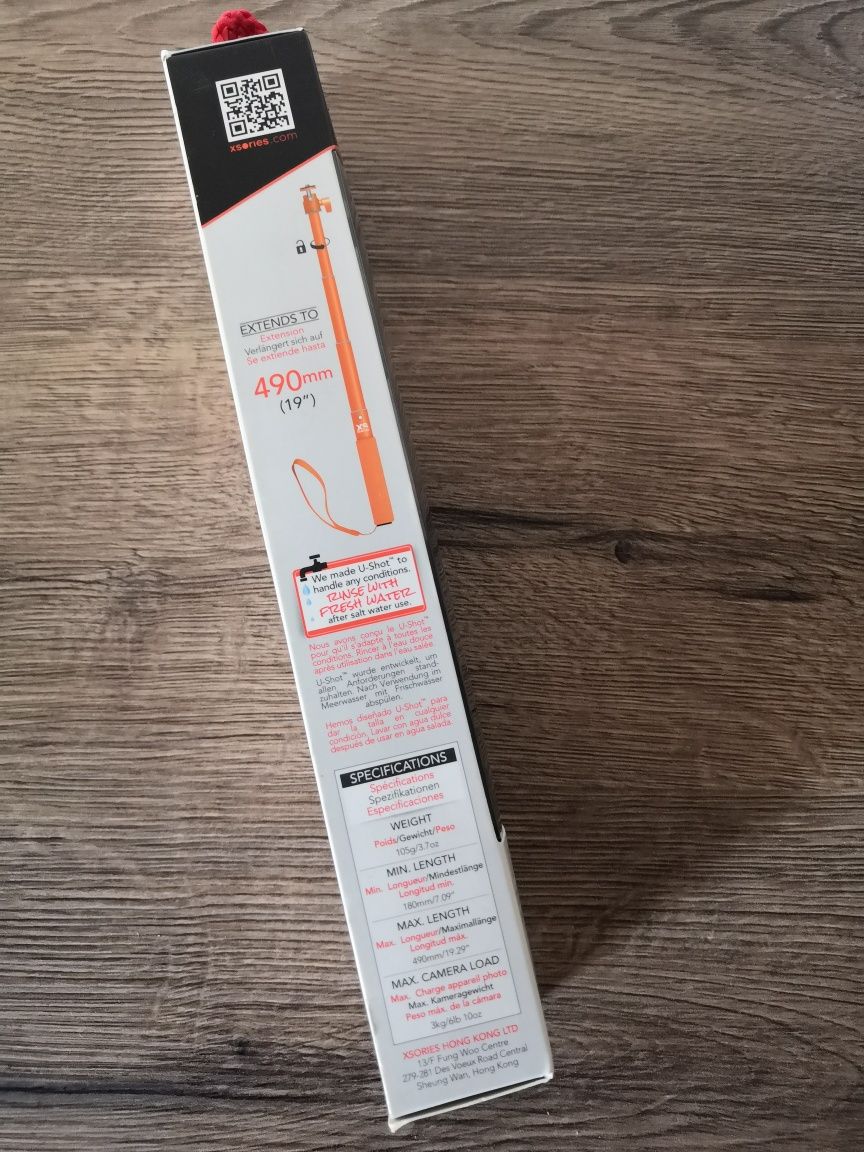 xsories.com
EXTENDS TO
Extension
Verlängert sich auf
Se extiende hasta
490mm
(19")
XS
We made U-Shot™ to
handle any conditions.
RINSE WITH
FRESH WATER
after salt water use.
Nous avons conçu le U-Shot™
pour qu'il s'adapte à toutes les
conditions. Rincer à l'eau douce
après utilisation dans l'eau salée.
U-Shot™ wurde entwickelt, um
allen Anforderungen stand-
zuhalten. Nach Verwendung im
Meerwasser mit Frischwasser
abspülen.
Hemos diseñado U-Shot™ para
dar la talla en cualquier
condición. Lavar con agua dulce
después de usar en agua salada.
SPECIFICATIONS
Spécifications
Spezifikationen
Especificaciones
WEIGHT
Poids/Gewicht/Peso
105g/3.7oz
MIN. LENGTH
Min. Longueur/Mindestlänge
Longitud min.
180mm/7.09"
MAX. LENGTH
Max. Longueur/Maximallänge
Longitud máx.
490mm/19.29"
MAX. CAMERA LOAD
Max. Charge appareil photo
Max. Kameragewicht
Peso máx. de la cámara
3kg/6lb 10oz
XSORIES HONG KONG LTD
13/F Fung Woo Centre
279-281 Des Voeux Road Central
Sheung Wan, Hong Kong